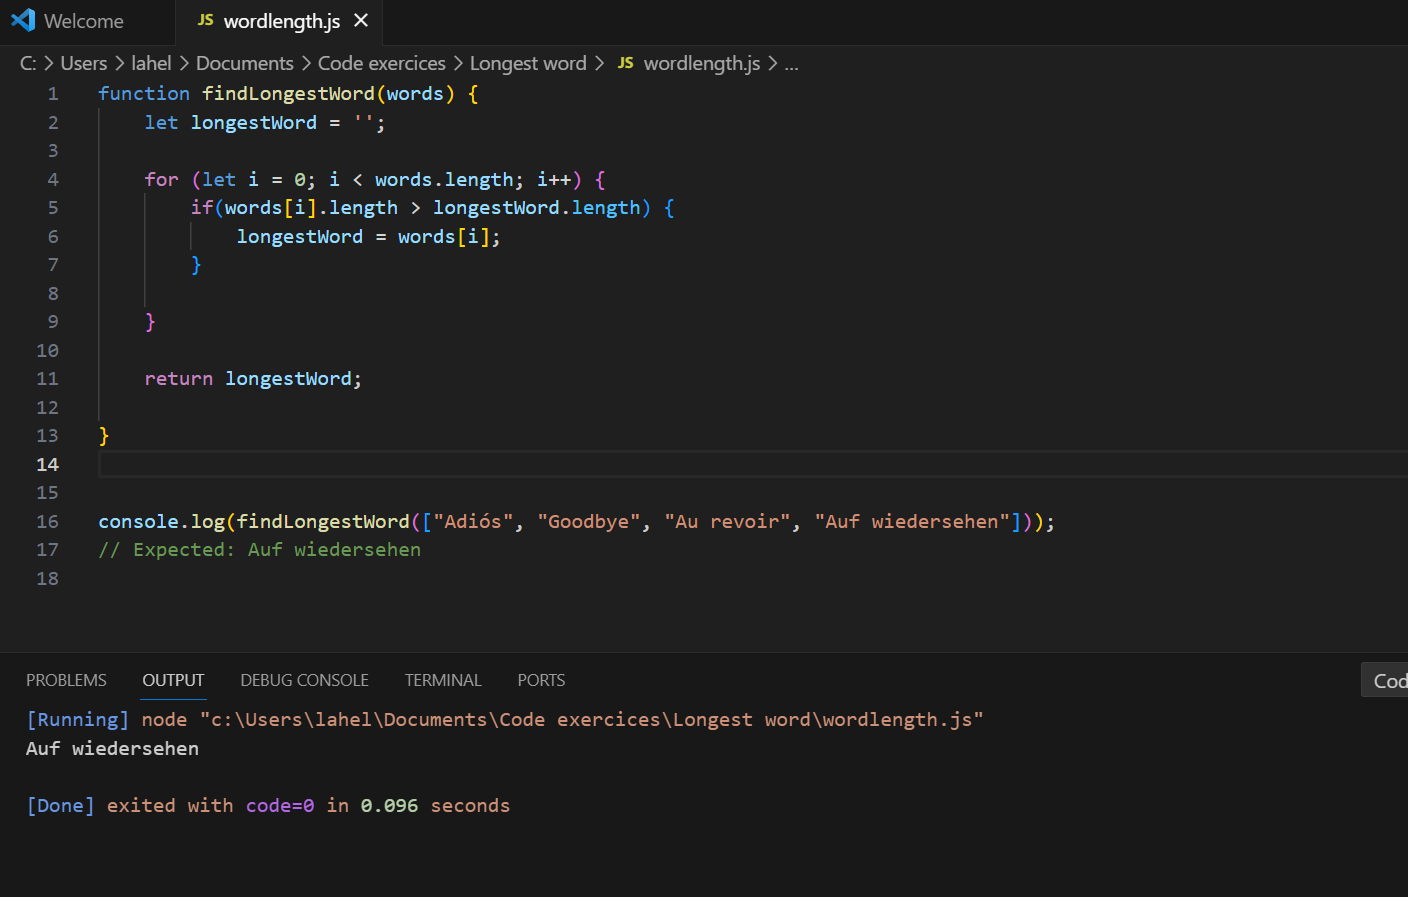 Welcome JS wordlength.js ✕
C: > Users > lahel > Documents > Code exercices > Longest word > JS wordlength.js > ...
1 function findLongestWord(words) {
2     let longestWord = '';
3
4     for (let i = 0; i < words.length; i++) {
5         if(words[i].length > longestWord.length) {
6             longestWord = words[i];
7         }
8
9     }
10
11     return longestWord;
12
13 }
14
15
16 console.log(findLongestWord(["Adiós", "Goodbye", "Au revoir", "Auf wiedersehen"]));
17 // Expected: Auf wiedersehen
18
PROBLEMS OUTPUT DEBUG CONSOLE TERMINAL PORTS Cod
[Running] node "c:\Users\lahel\Documents\Code exercices\Longest word\wordlength.js"
Auf wiedersehen
[Done] exited with code=0 in 0.096 seconds